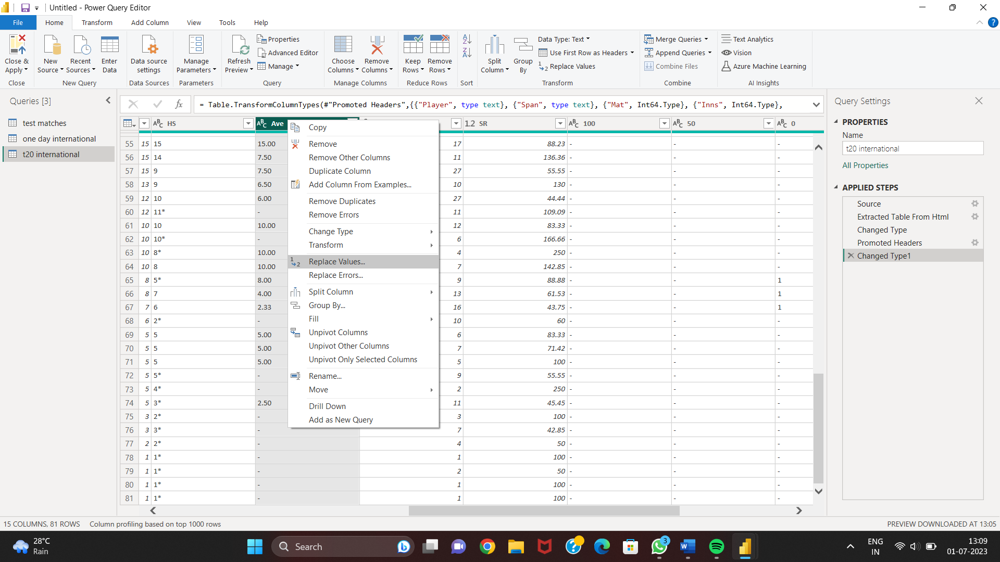 Untitled - Power Query Editor
File Home Transform Add Column View Tools Help
Close & Apply
Close
New Source
Recent Sources
Enter Data
New Query
Data source settings
Data Sources
Manage Parameters
Parameters
Refresh Preview
Properties
Advanced Editor
Manage
Query
Choose Columns
Remove Columns
Manage Columns
Keep Rows
Remove Rows
Reduce Rows
Sort
Split Column
Group By
Data Type: Text
Use First Row as Headers
Replace Values
Transform
Merge Queries
Append Queries
Combine Files
Combine
Text Analytics
Vision
Azure Machine Learning
AI Insights
Queries [3]
test matches
one day international
t20 international
fx
= Table.TransformColumnTypes(#"Promoted Headers",{{"Player", type text}, {"Span", type text}, {"Mat", Int64.Type}, {"Inns", Int64.Type},
HS Ave 1.2 SR 100 50 0
55 15 15 15.00 17 88.23 - - -
56 15 14 7.50 11 136.36 - - -
57 15 9 7.50 27 55.55 - - -
58 13 9 6.50 10 130 - - -
59 12 10 6.00 27 44.44 - - -
60 12 11* - 11 109.09 - - -
61 10 10 10.00 12 83.33 - - -
62 10 10* - 6 166.66 - - -
63 10 8* 10.00 4 250 - - -
64 10 8 10.00 7 142.85 - - -
65 8 5* 8.00 9 88.88 - - 1
66 8 7 4.00 13 61.53 - - 1
67 7 6 2.33 16 43.75 - - 1
68 6 2* - 10 60 - - -
69 5 5 5.00 6 83.33 - - -
70 5 5 5.00 7 71.42 - - -
71 5 5 5.00 5 100 - - -
72 5 5* - 9 55.55 - - -
73 5 4* - 2 250 - - -
74 5 3* 2.50 11 45.45 - - -
75 3 2* - 3 100 - - -
76 3 3* - 7 42.85 - - -
77 2 2* - 4 50 - - -
78 1 1* - 1 100 - - -
79 1 1* - 2 50 - - -
80 1 1* - 1 100 - - -
81 1 1* - 1 100 - - -
Copy
Remove
Remove Other Columns
Duplicate Column
Add Column From Examples...
Remove Duplicates
Remove Errors
Change Type
Transform
Replace Values...
Replace Errors...
Split Column
Group By...
Fill
Unpivot Columns
Unpivot Other Columns
Unpivot Only Selected Columns
Rename...
Move
Drill Down
Add as New Query
Query Settings
PROPERTIES
Name
t20 international
All Properties
APPLIED STEPS
Source
Extracted Table From Html
Changed Type
Promoted Headers
Changed Type1
15 COLUMNS, 81 ROWS Column profiling based on top 1000 rows
PREVIEW DOWNLOADED AT 13:05
28°C
Rain
Search
3
ENG
IN
13:09
01-07-2023